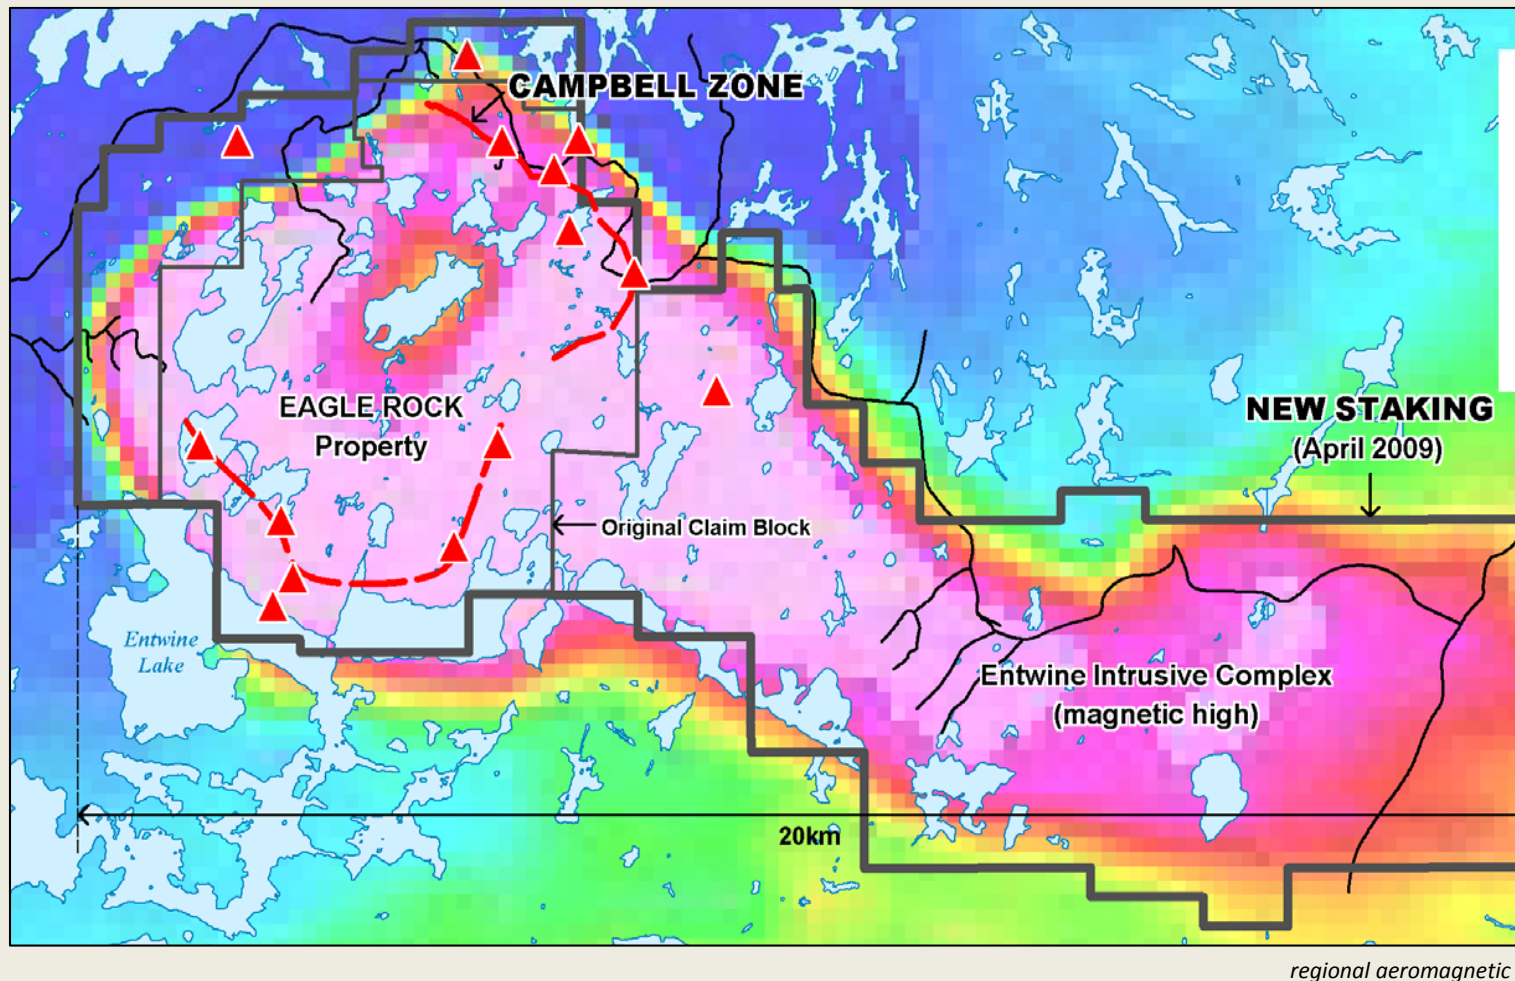 CAMPBELL ZONE
EAGLE ROCK
Property
NEW STAKING
(April 2009)
Original Claim Block
Entwine
Lake
Entwine Intrusive Complex
(magnetic high)
20km
regional aeromagnetic